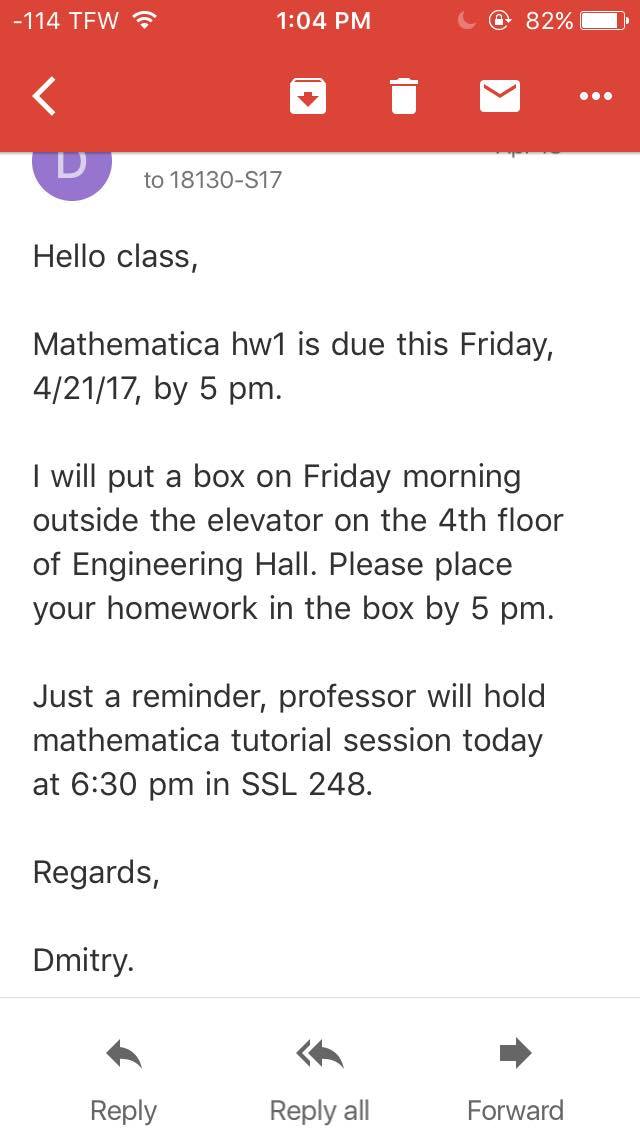 -114 TFW 1:04 PM 82%
D
to 18130-S17
Hello class,
Mathematica hw1 is due this Friday,
4/21/17, by 5 pm.
I will put a box on Friday morning
outside the elevator on the 4th floor
of Engineering Hall. Please place
your homework in the box by 5 pm.
Just a reminder, professor will hold
mathematica tutorial session today
at 6:30 pm in SSL 248.
Regards,
Dmitry.
Reply Reply all Forward